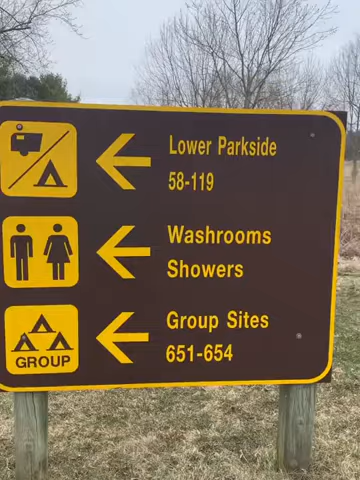 Lower Parkside
58-119
Washrooms
Showers
GROUP
Group Sites
651-654